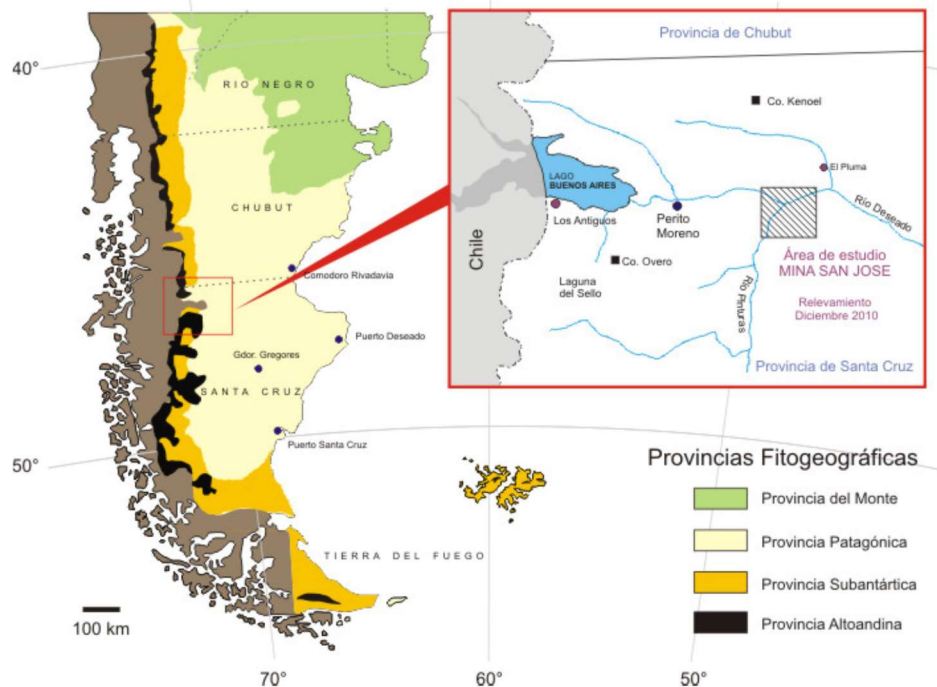 40°
50°
RIO NEGRO
CHUBUT
Comodoro Rivadavia
Puerto Deseado
Gdor. Gregores
SANTA CRUZ
Puerto Santa Cruz
TIERRA DEL FUEGO
100 km
70°
60°
50°
Provincia de Chubut
Co. Kenoel
El Pluma
LAGO
BUENOS AIRES
Los Antiguos
Perito
Moreno
Río Deseado
Chile
Co. Overo
Laguna
del Sello
Río Pinturas
Área de estudio
MINA SAN JOSE
Relevamiento
Diciembre 2010
Provincia de Santa Cruz
Provincias Fitogeográficas
Provincia del Monte
Provincia Patagónica
Provincia Subantártica
Provincia Altoandina